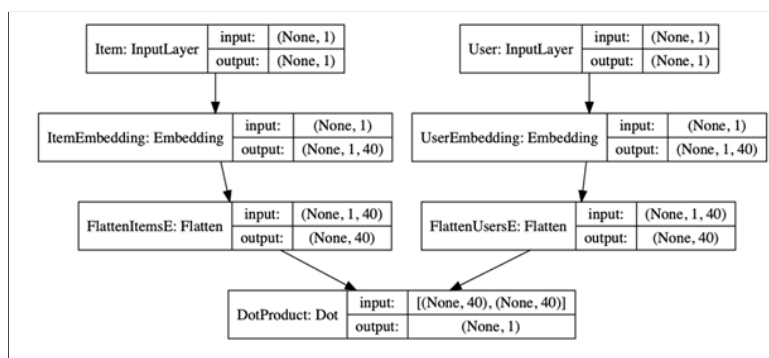 Item: InputLayer input: (None, 1)
output: (None, 1)
User: InputLayer input: (None, 1)
output: (None, 1)
ItemEmbedding: Embedding input: (None, 1)
output: (None, 1, 40)
UserEmbedding: Embedding input: (None, 1)
output: (None, 1, 40)
FlattenItemsE: Flatten input: (None, 1, 40)
output: (None, 40)
FlattenUsersE: Flatten input: (None, 1, 40)
output: (None, 40)
DotProduct: Dot input: [(None, 40), (None, 40)]
output: (None, 1)